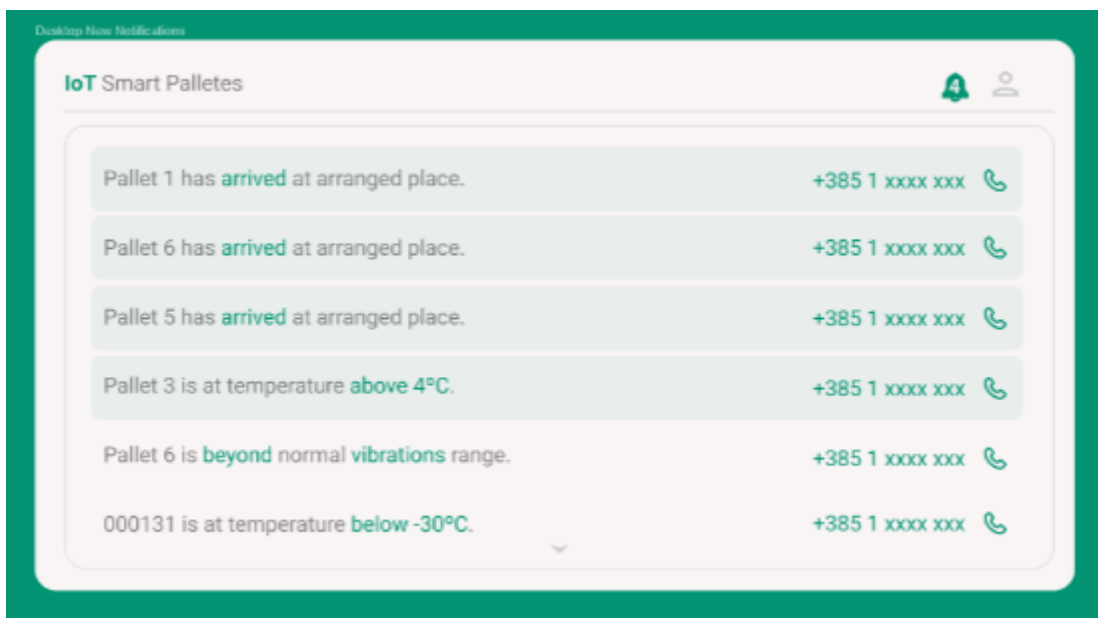 Desktop New Notifications
IoT Smart Palletes
4
Pallet 1 has arrived at arranged place. +385 1 xxxx xxx
Pallet 6 has arrived at arranged place. +385 1 xxxx xxx
Pallet 5 has arrived at arranged place. +385 1 xxxx xxx
Pallet 3 is at temperature above 4ºC. +385 1 xxxx xxx
Pallet 6 is beyond normal vibrations range. +385 1 xxxx xxx
000131 is at temperature below -30ºC. +385 1 xxxx xxx